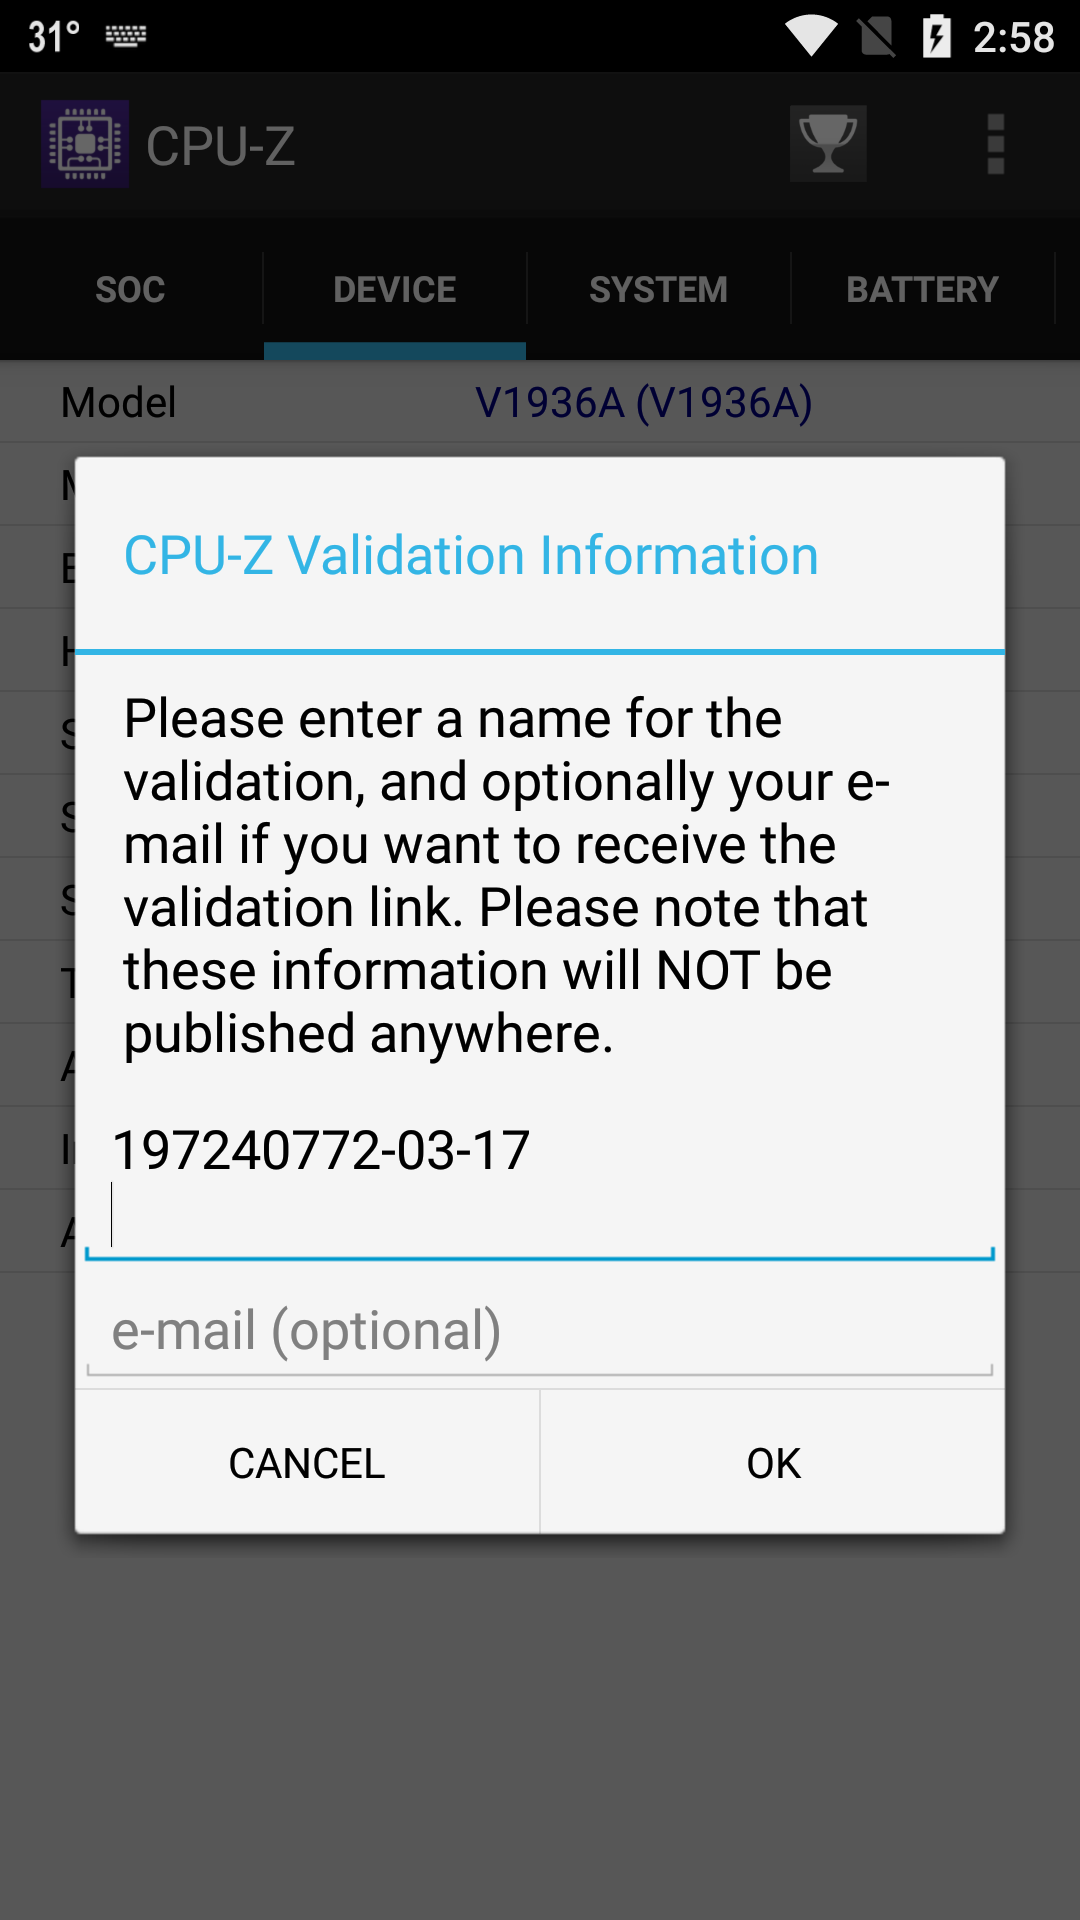 31° 2:58
CPU-Z
SOC DEVICE SYSTEM BATTERY
Model V1936A (V1936A)
CPU-Z Validation Information
Please enter a name for the
validation, and optionally your e-
mail if you want to receive the
validation link. Please note that
these information will NOT be
published anywhere.
197240772-03-17
e-mail (optional)
CANCEL OK